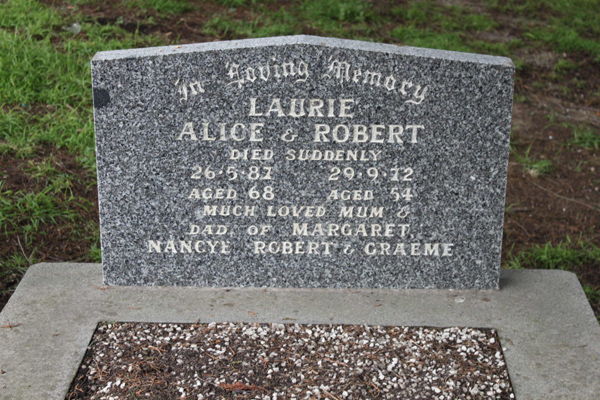 In Loving Memory
LAURIE
ALICE & ROBERT
DIED SUDDENLY
26·5·87 29·9·72
AGED 68 — AGED 54
MUCH LOVED MUM &
DAD OF MARGARET,
NANCYE ROBERT & GRAEME